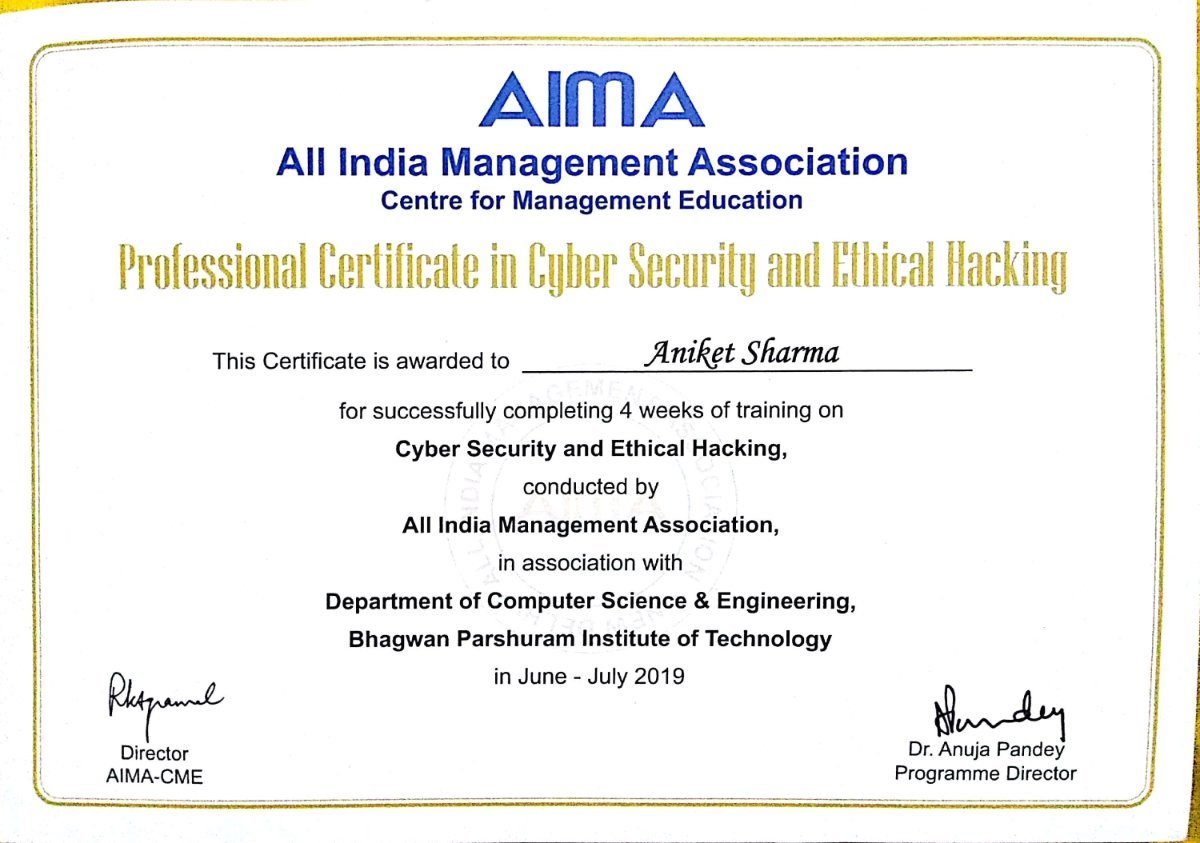 AIMA
All India Management Association
Centre for Management Education
Professional Certificate in Cyber Security and Ethical Hacking
This Certificate is awarded to Aniket Sharma
for successfully completing 4 weeks of training on
Cyber Security and Ethical Hacking,
conducted by
All India Management Association,
in association with
Department of Computer Science & Engineering,
Bhagwan Parshuram Institute of Technology
in June - July 2019
Director
AIMA-CME
Dr. Anuja Pandey
Programme Director